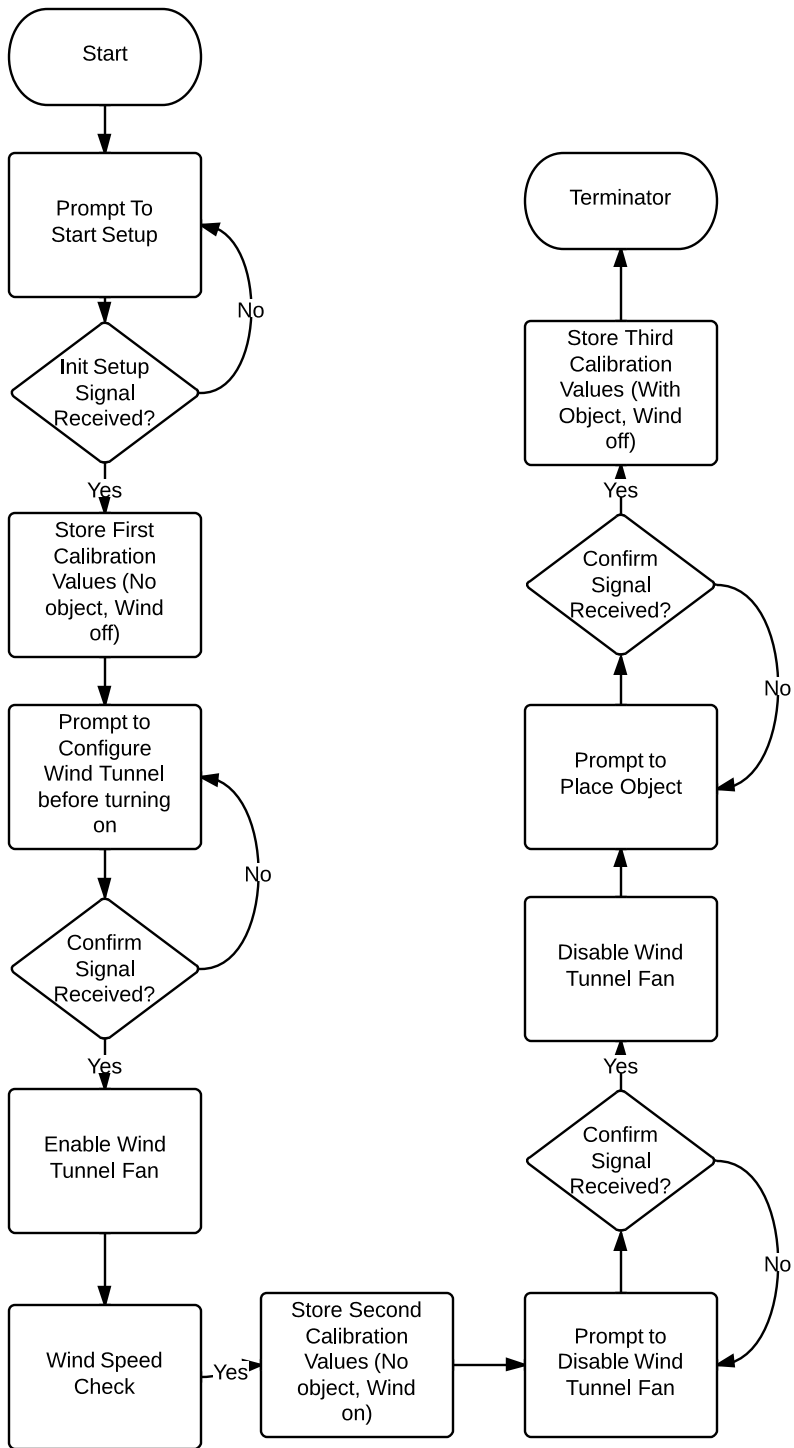 Start
Prompt To
Start Setup
No
Init Setup
Signal
Received?
Yes
Store First
Calibration
Values (No
object, Wind
off)
Prompt to
Configure
Wind Tunnel
before turning
on
No
Confirm
Signal
Received?
Yes
Enable Wind
Tunnel Fan
Wind Speed
Check
Yes
Store Second
Calibration
Values (No
object, Wind
on)
Prompt to
Disable Wind
Tunnel Fan
No
Confirm
Signal
Received?
Yes
Disable Wind
Tunnel Fan
Prompt to
Place Object
No
Confirm
Signal
Received?
Yes
Store Third
Calibration
Values (With
Object, Wind
off)
Terminator